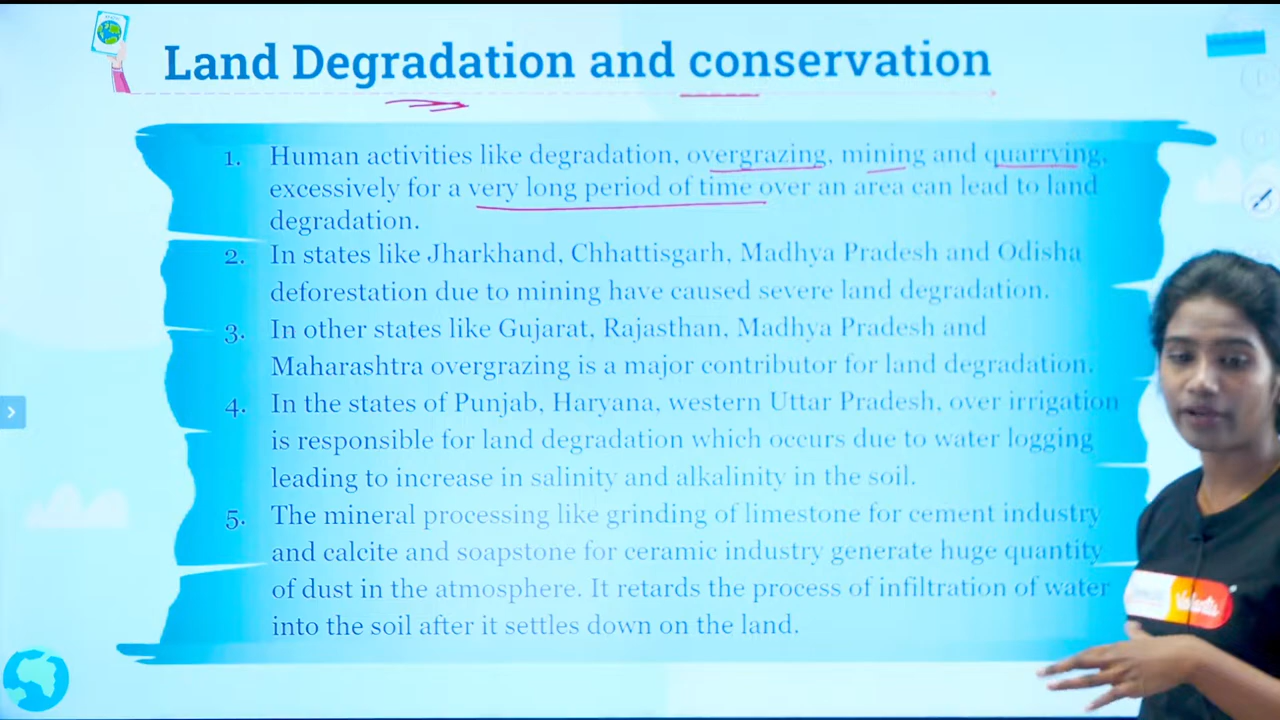 Land Degradation and conservation
1. Human activities like degradation, overgrazing, mining and quarrying,
excessively for a very long period of time over an area can lead to land
degradation.
2. In states like Jharkhand, Chhattisgarh, Madhya Pradesh and Odisha
deforestation due to mining have caused severe land degradation.
3. In other states like Gujarat, Rajasthan, Madhya Pradesh and
Maharashtra overgrazing is a major contributor for land degradation.
4. In the states of Punjab, Haryana, western Uttar Pradesh, over irrigation
is responsible for land degradation which occurs due to water logging
leading to increase in salinity and alkalinity in the soil.
5. The mineral processing like grinding of limestone for cement industry
and calcite and soapstone for ceramic industry generate huge quantity
of dust in the atmosphere. It retards the process of infiltration of water
into the soil after it settles down on the land.